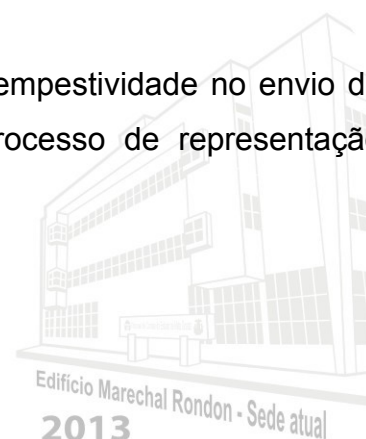 empestividade no envio d
rocesso de representaçã
Edifício Marechal Rondon - Sede atual
2013